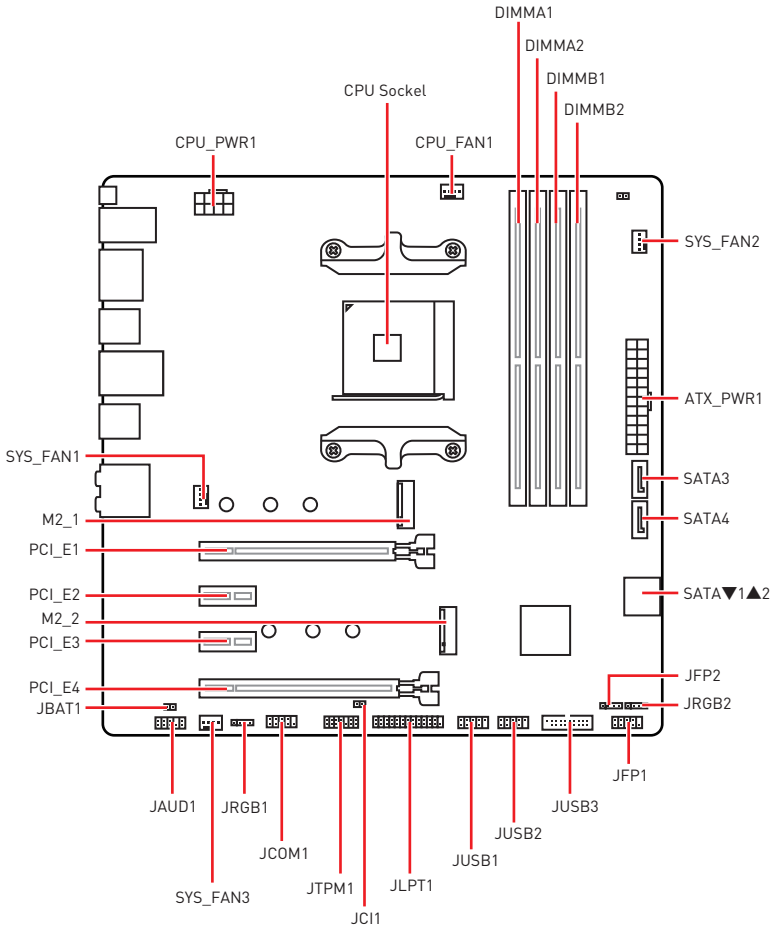 DIMMA1
DIMMA2
CPU Sockel
DIMMB1
DIMMB2
CPU_PWR1
CPU_FAN1
SYS_FAN2
ATX_PWR1
SYS_FAN1
SATA3
M2_1
SATA4
PCI_E1
PCI_E2
SATA▼1▲2
M2_2
PCI_E3
JFP2
PCI_E4
JRGB2
JBAT1
JFP1
JAUD1
JRGB1
JUSB3
JUSB2
JCOM1
JUSB1
JTPM1
JLPT1
SYS_FAN3
JCI1